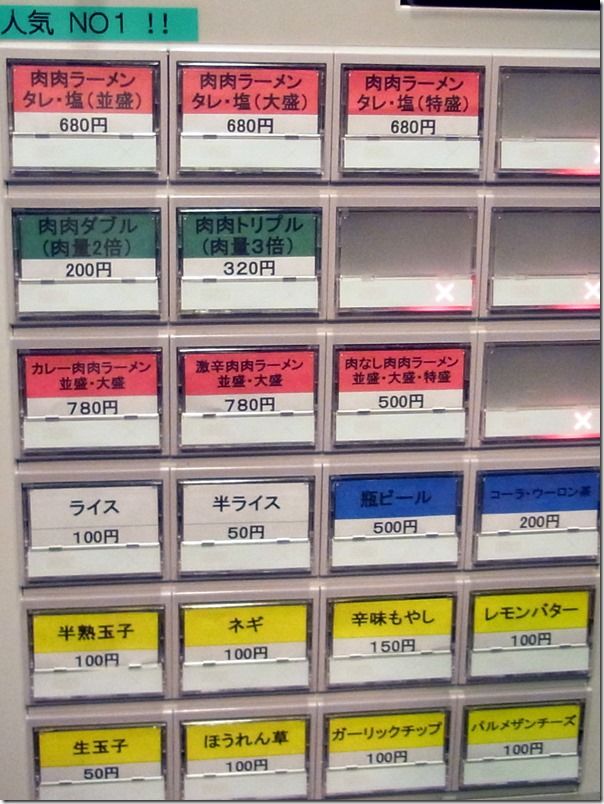 人気 NO1 !!
肉肉ラーメン
タレ・塩(並盛)
680円
肉肉ラーメン
タレ・塩(大盛)
680円
肉肉ラーメン
タレ・塩(特盛)
680円
肉肉ダブル
(肉量2倍)
200円
肉肉トリプル
(肉量3倍)
320円
カレー肉肉ラーメン
並盛・大盛
780円
激辛肉肉ラーメン
並盛・大盛
780円
肉なし肉肉ラーメン
並盛・大盛・特盛
500円
ライス
100円
半ライス
50円
瓶ビール
500円
コーラ・ウーロン茶
200円
半熟玉子
100円
ネギ
100円
辛味もやし
150円
レモンバター
100円
生玉子
50円
ほうれん草
100円
ガーリックチップ
100円
パルメザンチーズ
100円